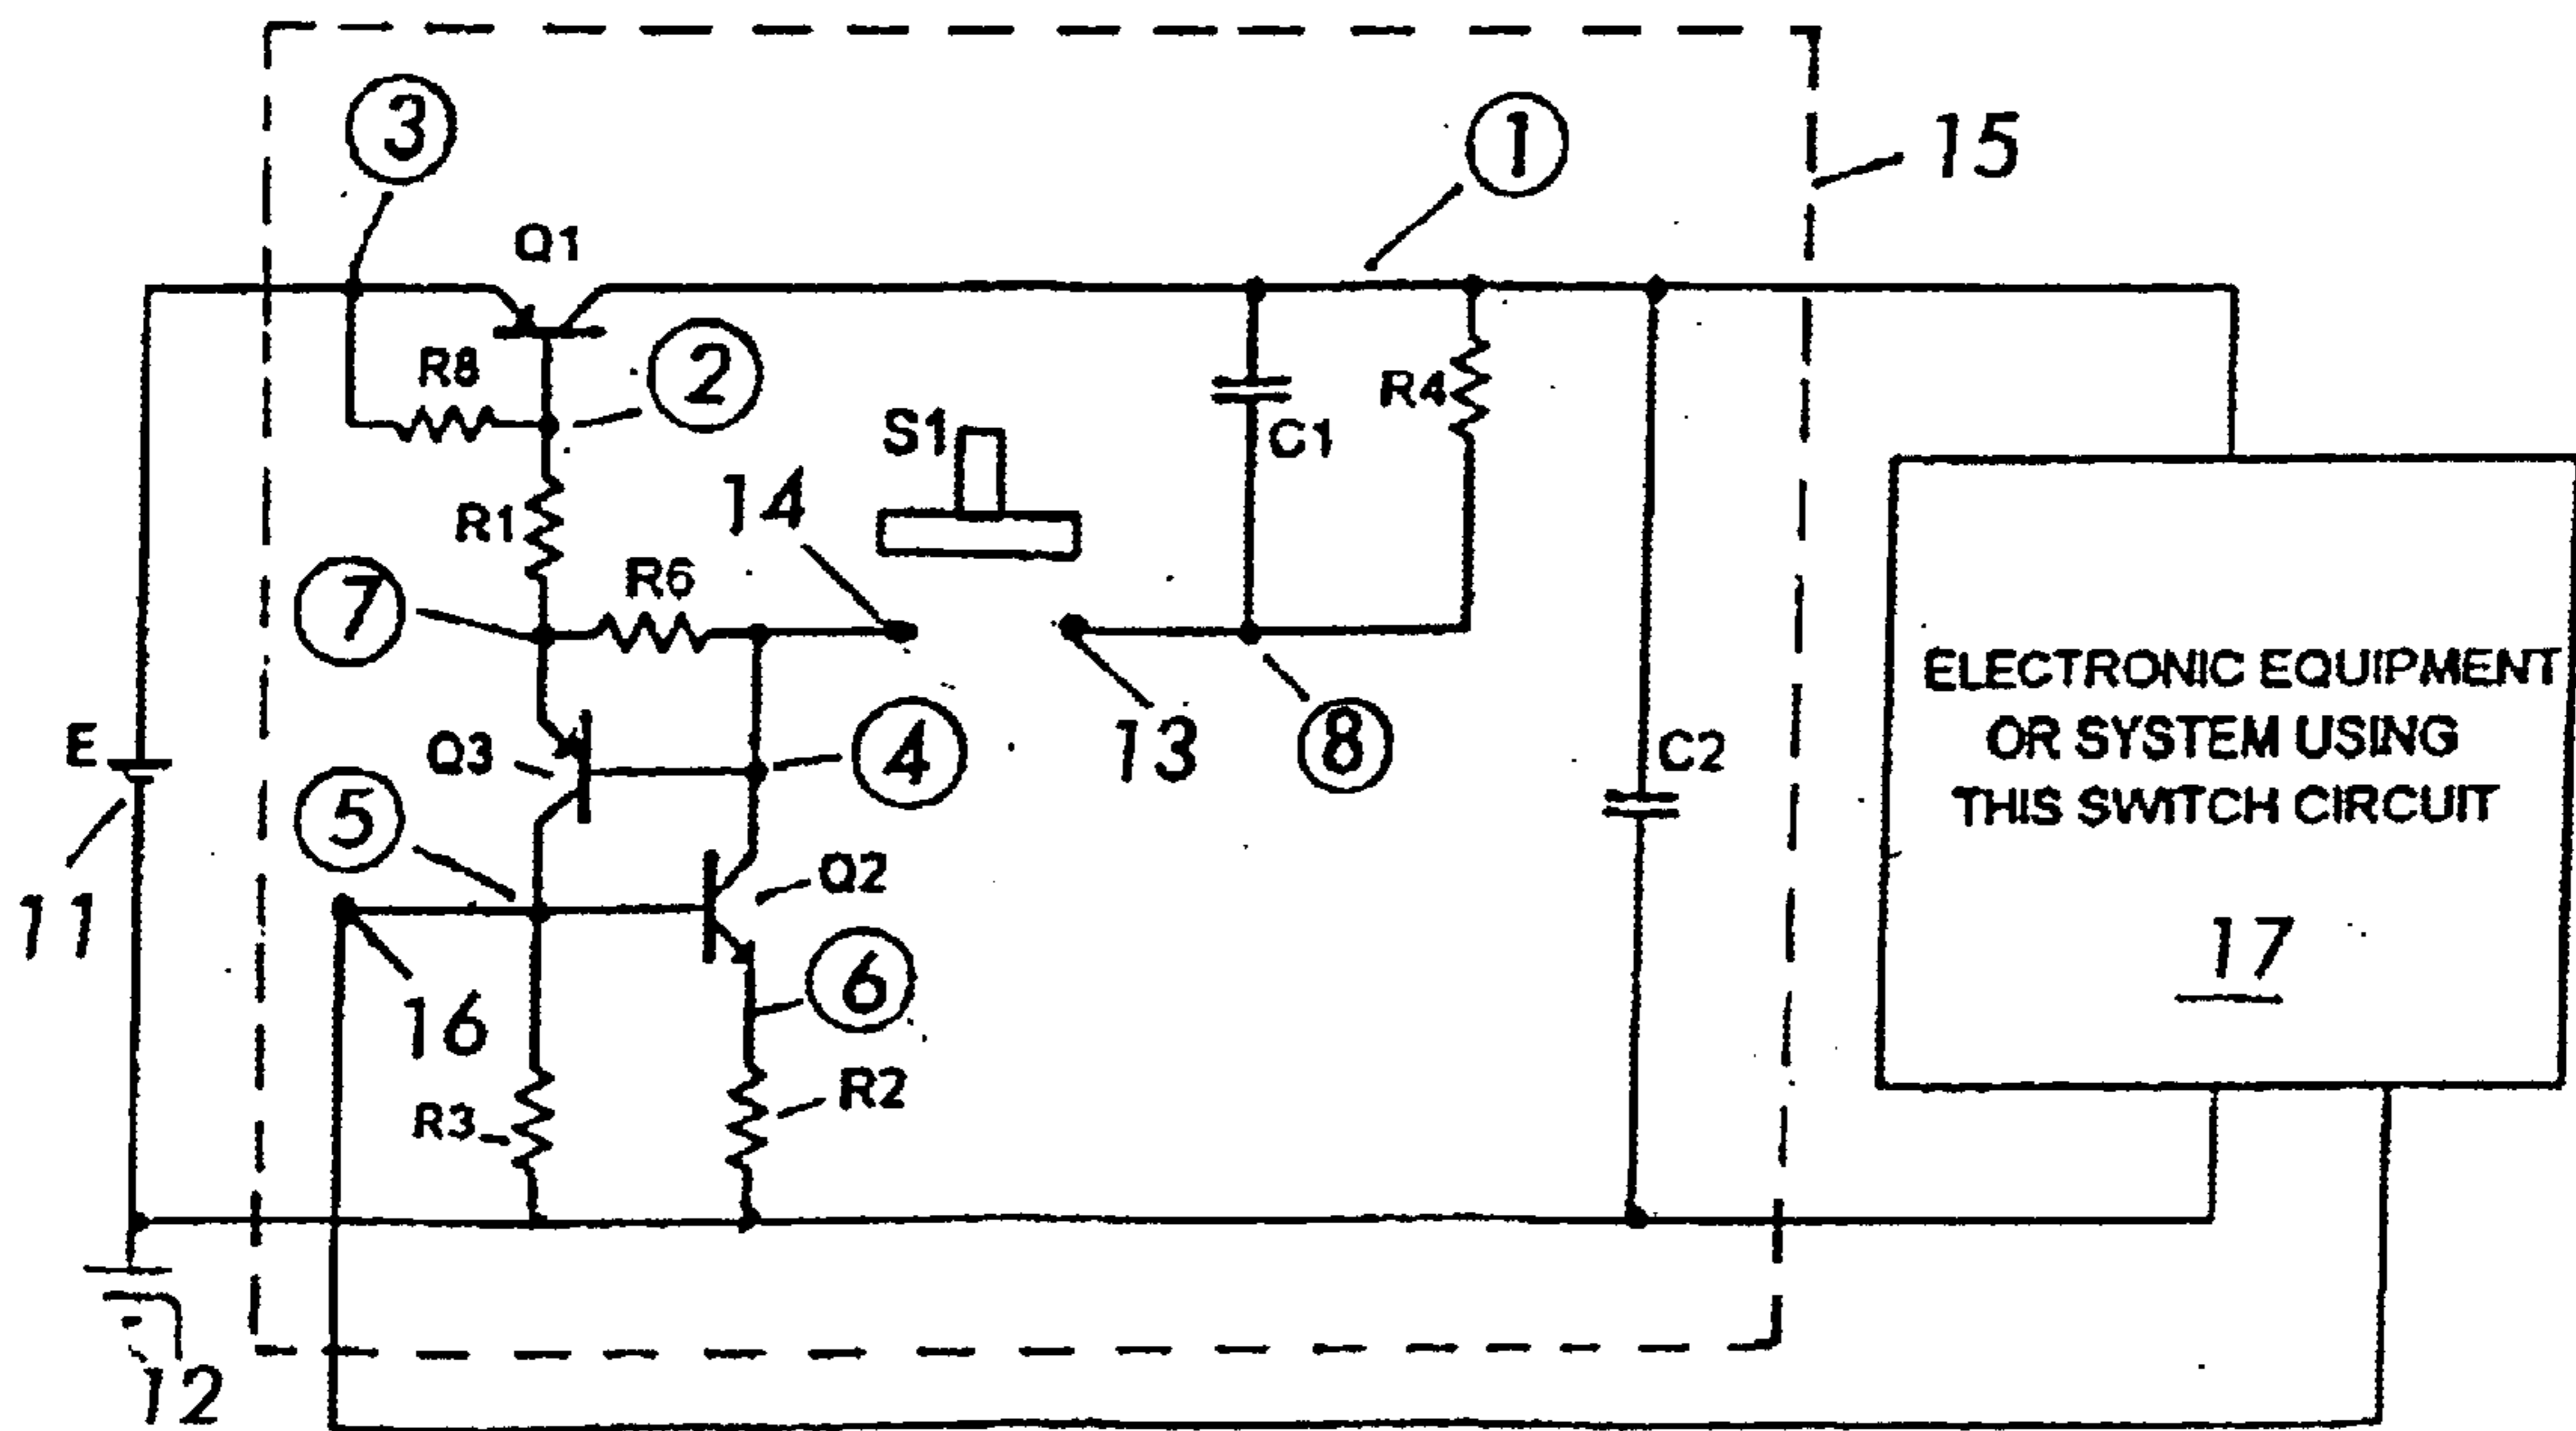 3
1
15
Q1
R8
2
R4
S1
C1
14
R1
R6
7
ELECTRONIC EQUIPMENT
OR SYSTEM USING
THIS SWITCH CIRCUIT
E
Q3
4
13
8
C2
5
Q2
11
17
6
16
R3
R2
12